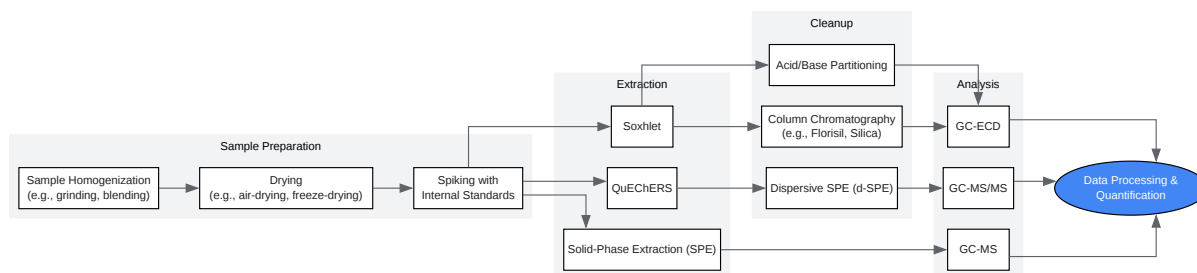 Cleanup
Acid/Base Partitioning
Extraction
Analysis
Soxhlet
Column Chromatography
(e.g., Florisil, Silica)
GC-ECD
Sample Preparation
Sample Homogenization
(e.g., grinding, blending)
Drying
(e.g., air-drying, freeze-drying)
Spiking with
Internal Standards
QuEChERS
Dispersive SPE (d-SPE)
GC-MS/MS
Data Processing &
Quantification
Solid-Phase Extraction (SPE)
GC-MS